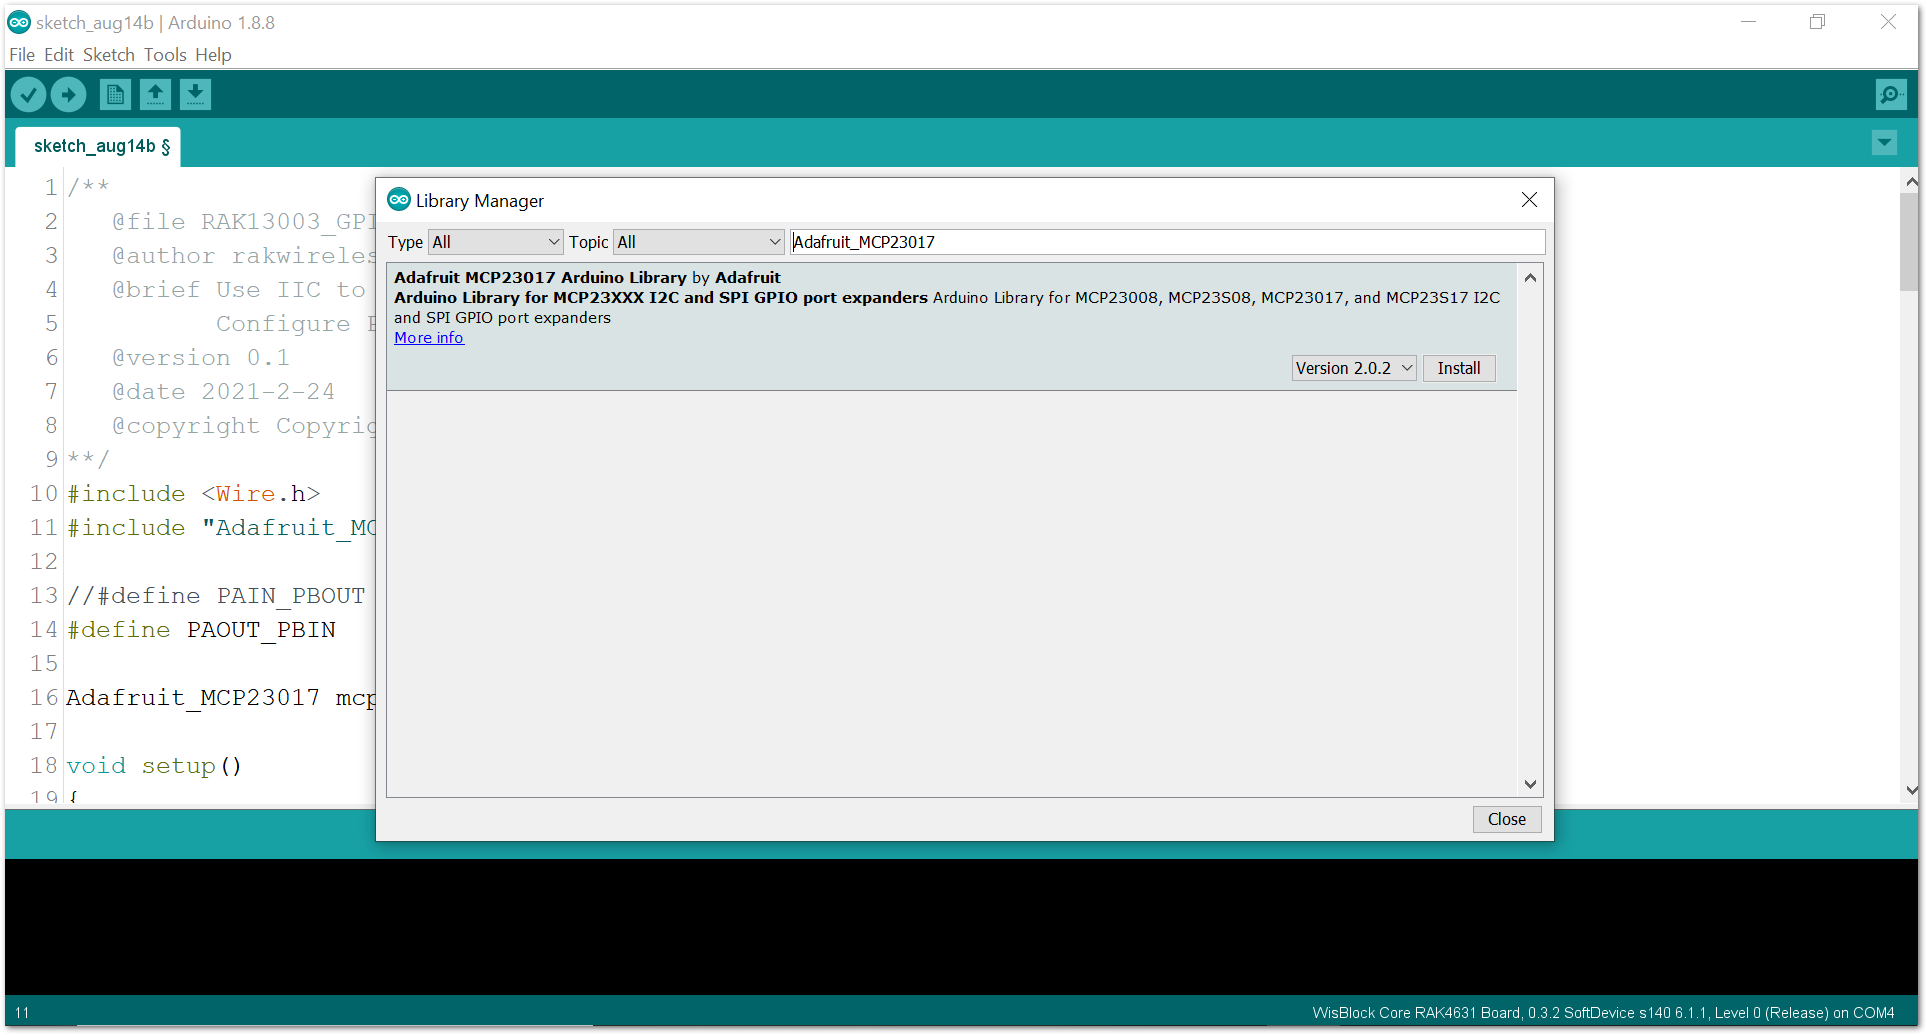 sketch_aug14b | Arduino 1.8.8
File Edit Sketch Tools Help
sketch_aug14b §
1 /**
2 @file RAK13003_GPI
3 @author rakwireles
4 @brief Use IIC to
5 Configure
6 @version 0.1
7 @date 2021-2-24
8 @copyright Copyrig
9 **/
10 #include <Wire.h>
11 #include "Adafruit_MC
12
13 //#define PAIN_PBOUT
14 #define PAOUT_PBIN
15
16 Adafruit_MCP23017 mcp
17
18 void setup()
19 {
Library Manager
Type All Topic All Adafruit_MCP23017
Adafruit MCP23017 Arduino Library by Adafruit
Arduino Library for MCP23XXX I2C and SPI GPIO port expanders Arduino Library for MCP23008, MCP23S08, MCP23017, and MCP23S17 I2C
and SPI GPIO port expanders
More info
Version 2.0.2 Install
Close
11 WisBlock Core RAK4631 Board, 0.3.2 SoftDevice s140 6.1.1, Level 0 (Release) on COM4